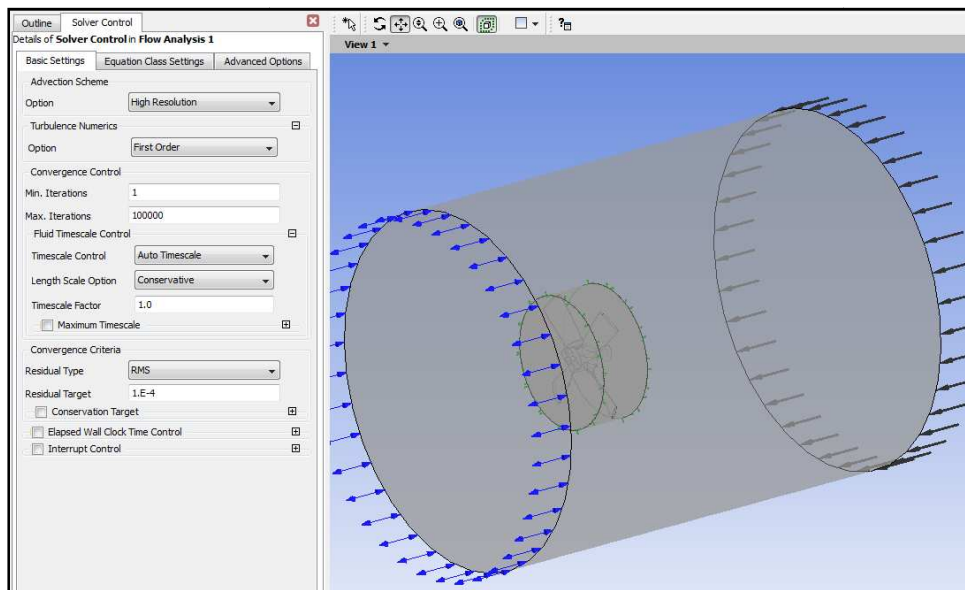 Outline Solver Control
Details of Solver Control in Flow Analysis 1
Basic Settings Equation Class Settings Advanced Options
Advection Scheme
Option High Resolution
Turbulence Numerics
Option First Order
Convergence Control
Min. Iterations 1
Max. Iterations 100000
Fluid Timescale Control
Timescale Control Auto Timescale
Length Scale Option Conservative
Timescale Factor 1.0
Maximum Timescale
Convergence Criteria
Residual Type RMS
Residual Target 1.E-4
Conservation Target
Elapsed Wall Clock Time Control
Interrupt Control
View 1